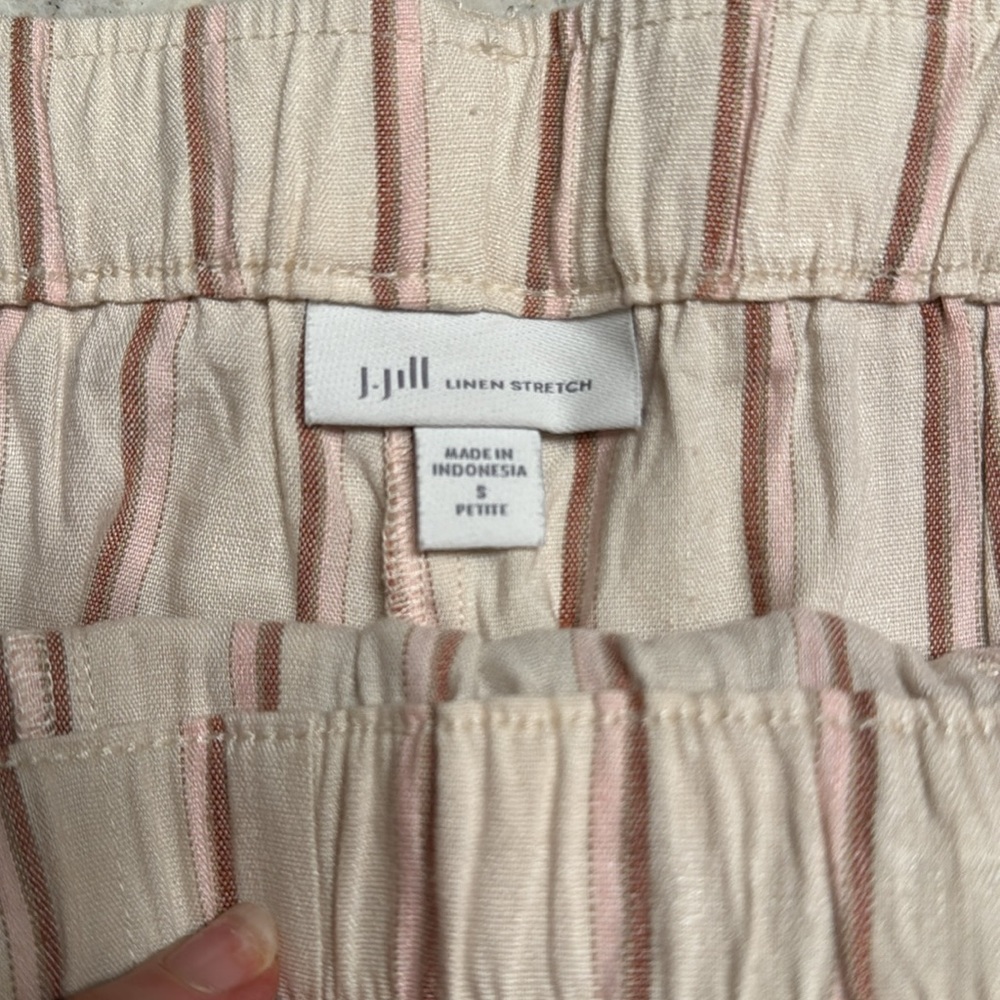 J.Jill LINEN STRETCH
MADE IN
INDONESIA
S
PETITE